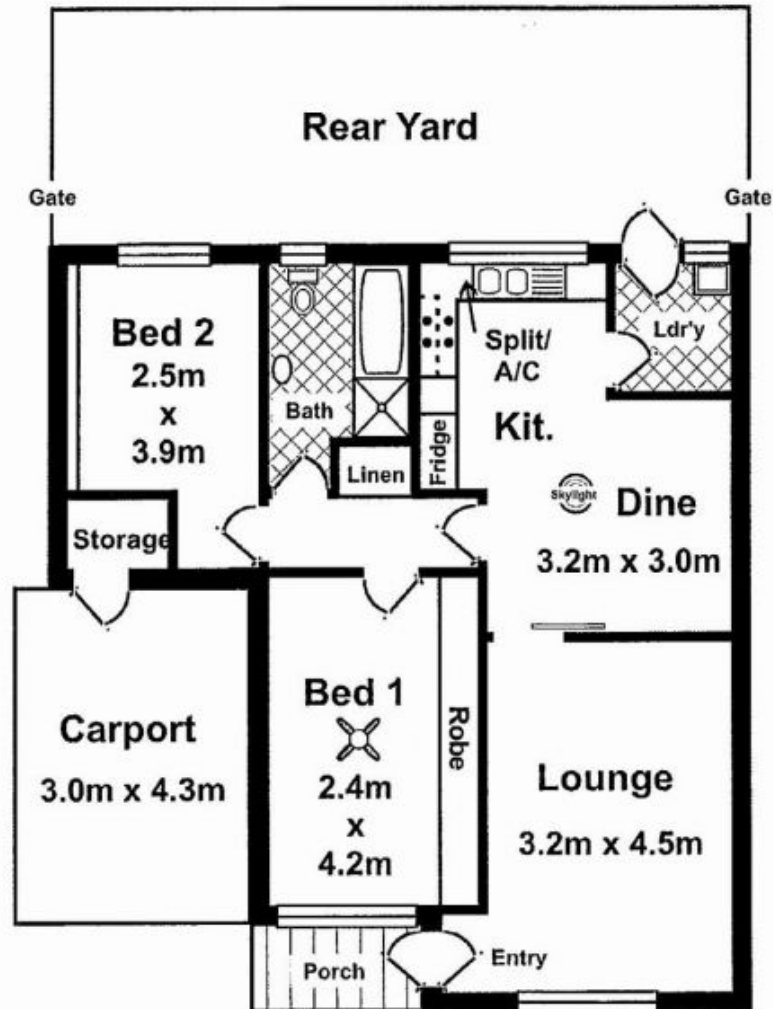 Rear Yard
Gate
Gate
Bed 2
2.5m
x
3.9m
Bath
Linen
Split/
A/C
Kit.
Fridge
Ldr'y
Skylight
Dine
3.2m x 3.0m
Storage
Carport
3.0m x 4.3m
Bed 1
2.4m
x
4.2m
Robe
Lounge
3.2m x 4.5m
Porch
Entry